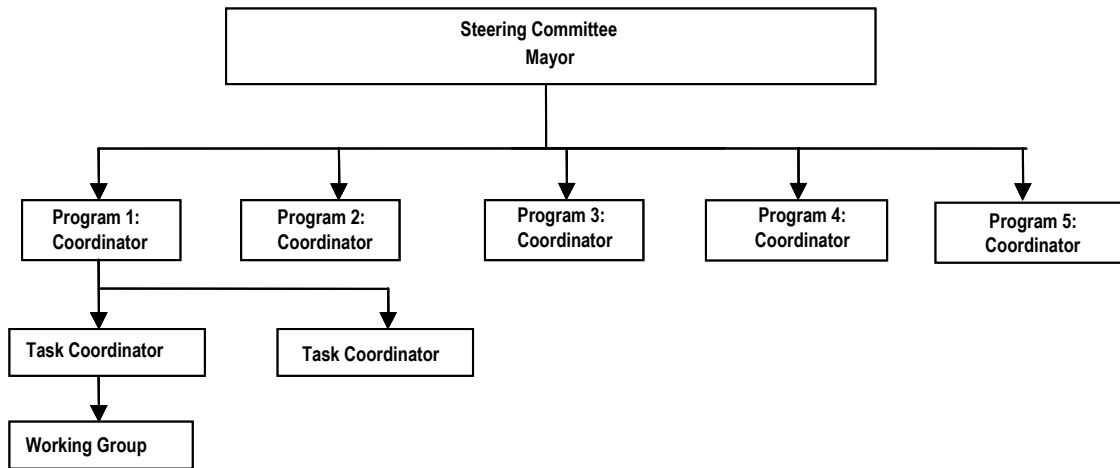 Steering Committee
Mayor
Program 1:
Coordinator
Program 2:
Coordinator
Program 3:
Coordinator
Program 4:
Coordinator
Program 5:
Coordinator
Task Coordinator
Task Coordinator
Working Group